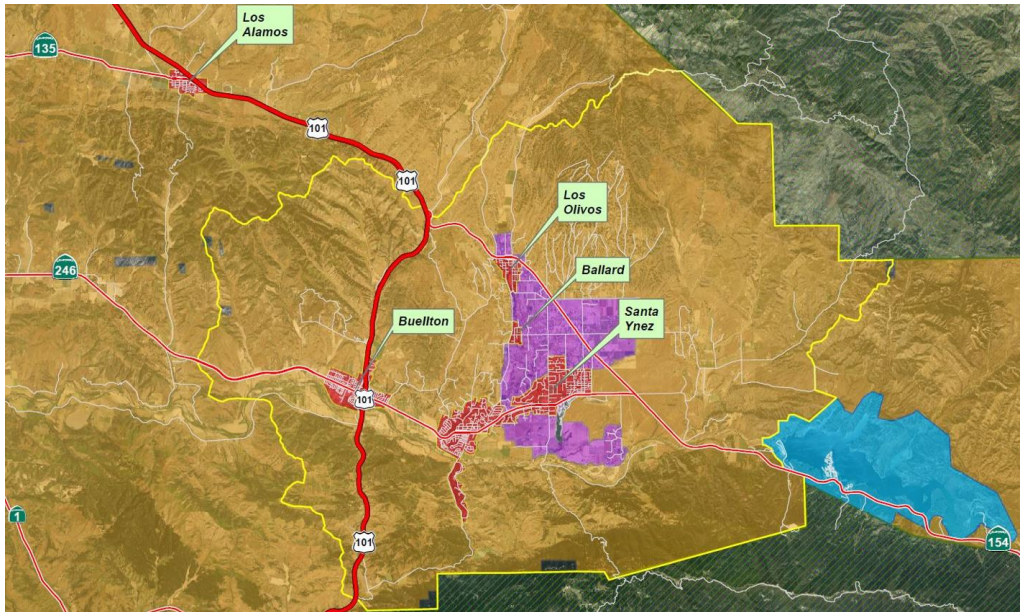 Los
Alamos
135
101
101
Los
Olivos
Ballard
246
Santa
Ynez
Buellton
101
1
101
154